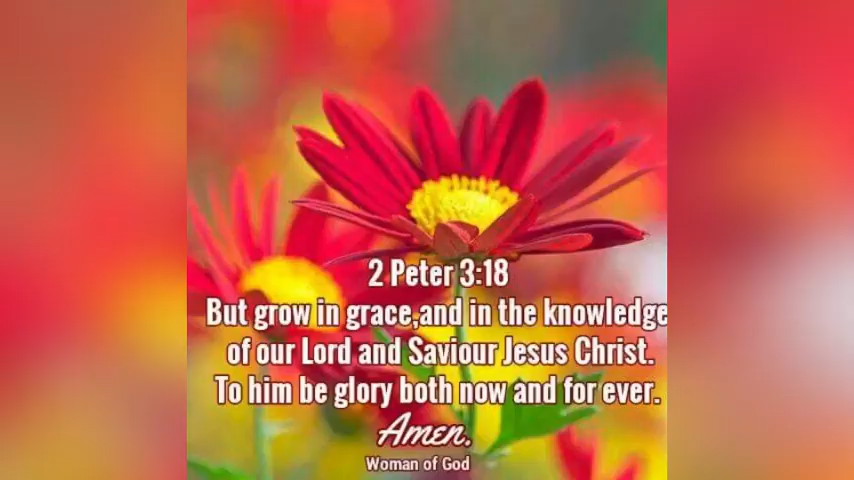 2 Peter 3:18
But grow in grace,and in the knowledge
of our Lord and Saviour Jesus Christ.
To him be glory both now and for ever.
Amen.
Woman of God